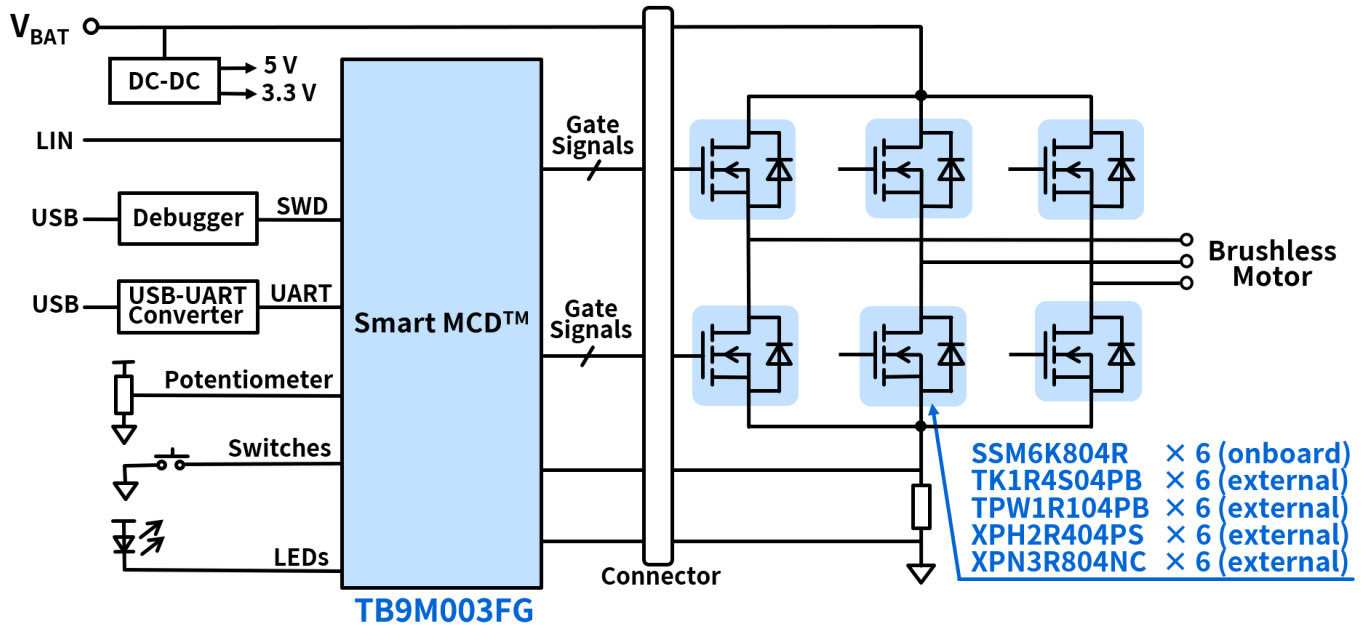 VBAT
DC-DC
5 V
3.3 V
LIN
USB
Debugger
SWD
USB
USB-UART
Converter
UART
Potentiometer
Switches
LEDs
Smart MCD™
TB9M003FG
Gate
Signals
Gate
Signals
Connector
Brushless
Motor
SSM6K804R × 6 (onboard)
TK1R4S04PB × 6 (external)
TPW1R104PB × 6 (external)
XPH2R404PS × 6 (external)
XPN3R804NC × 6 (external)